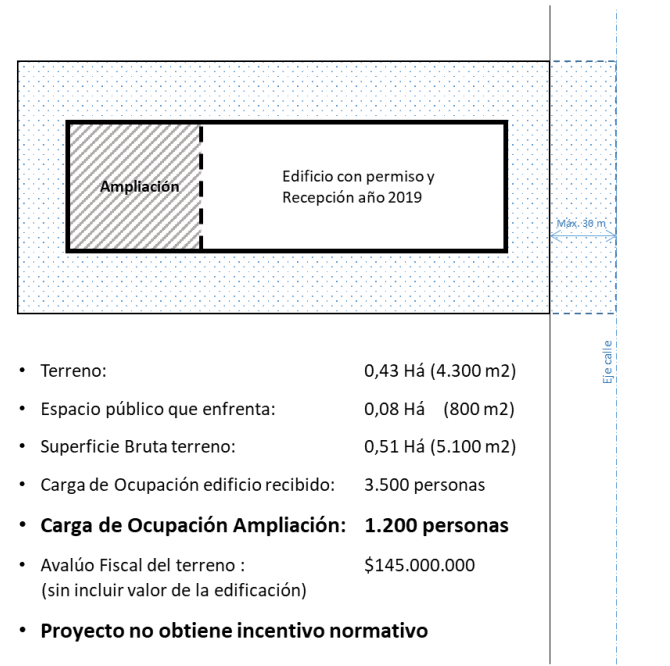 Ampliación
Edificio con permiso y
Recepción año 2019
Máx. 30 m
Eje calle
• Terreno: 0,43 Há (4.300 m2)
• Espacio público que enfrenta: 0,08 Há (800 m2)
• Superficie Bruta terreno: 0,51 Há (5.100 m2)
• Carga de Ocupación edificio recibido: 3.500 personas
• Carga de Ocupación Ampliación: 1.200 personas
• Avalúo Fiscal del terreno : $145.000.000
(sin incluir valor de la edificación)
• Proyecto no obtiene incentivo normativo